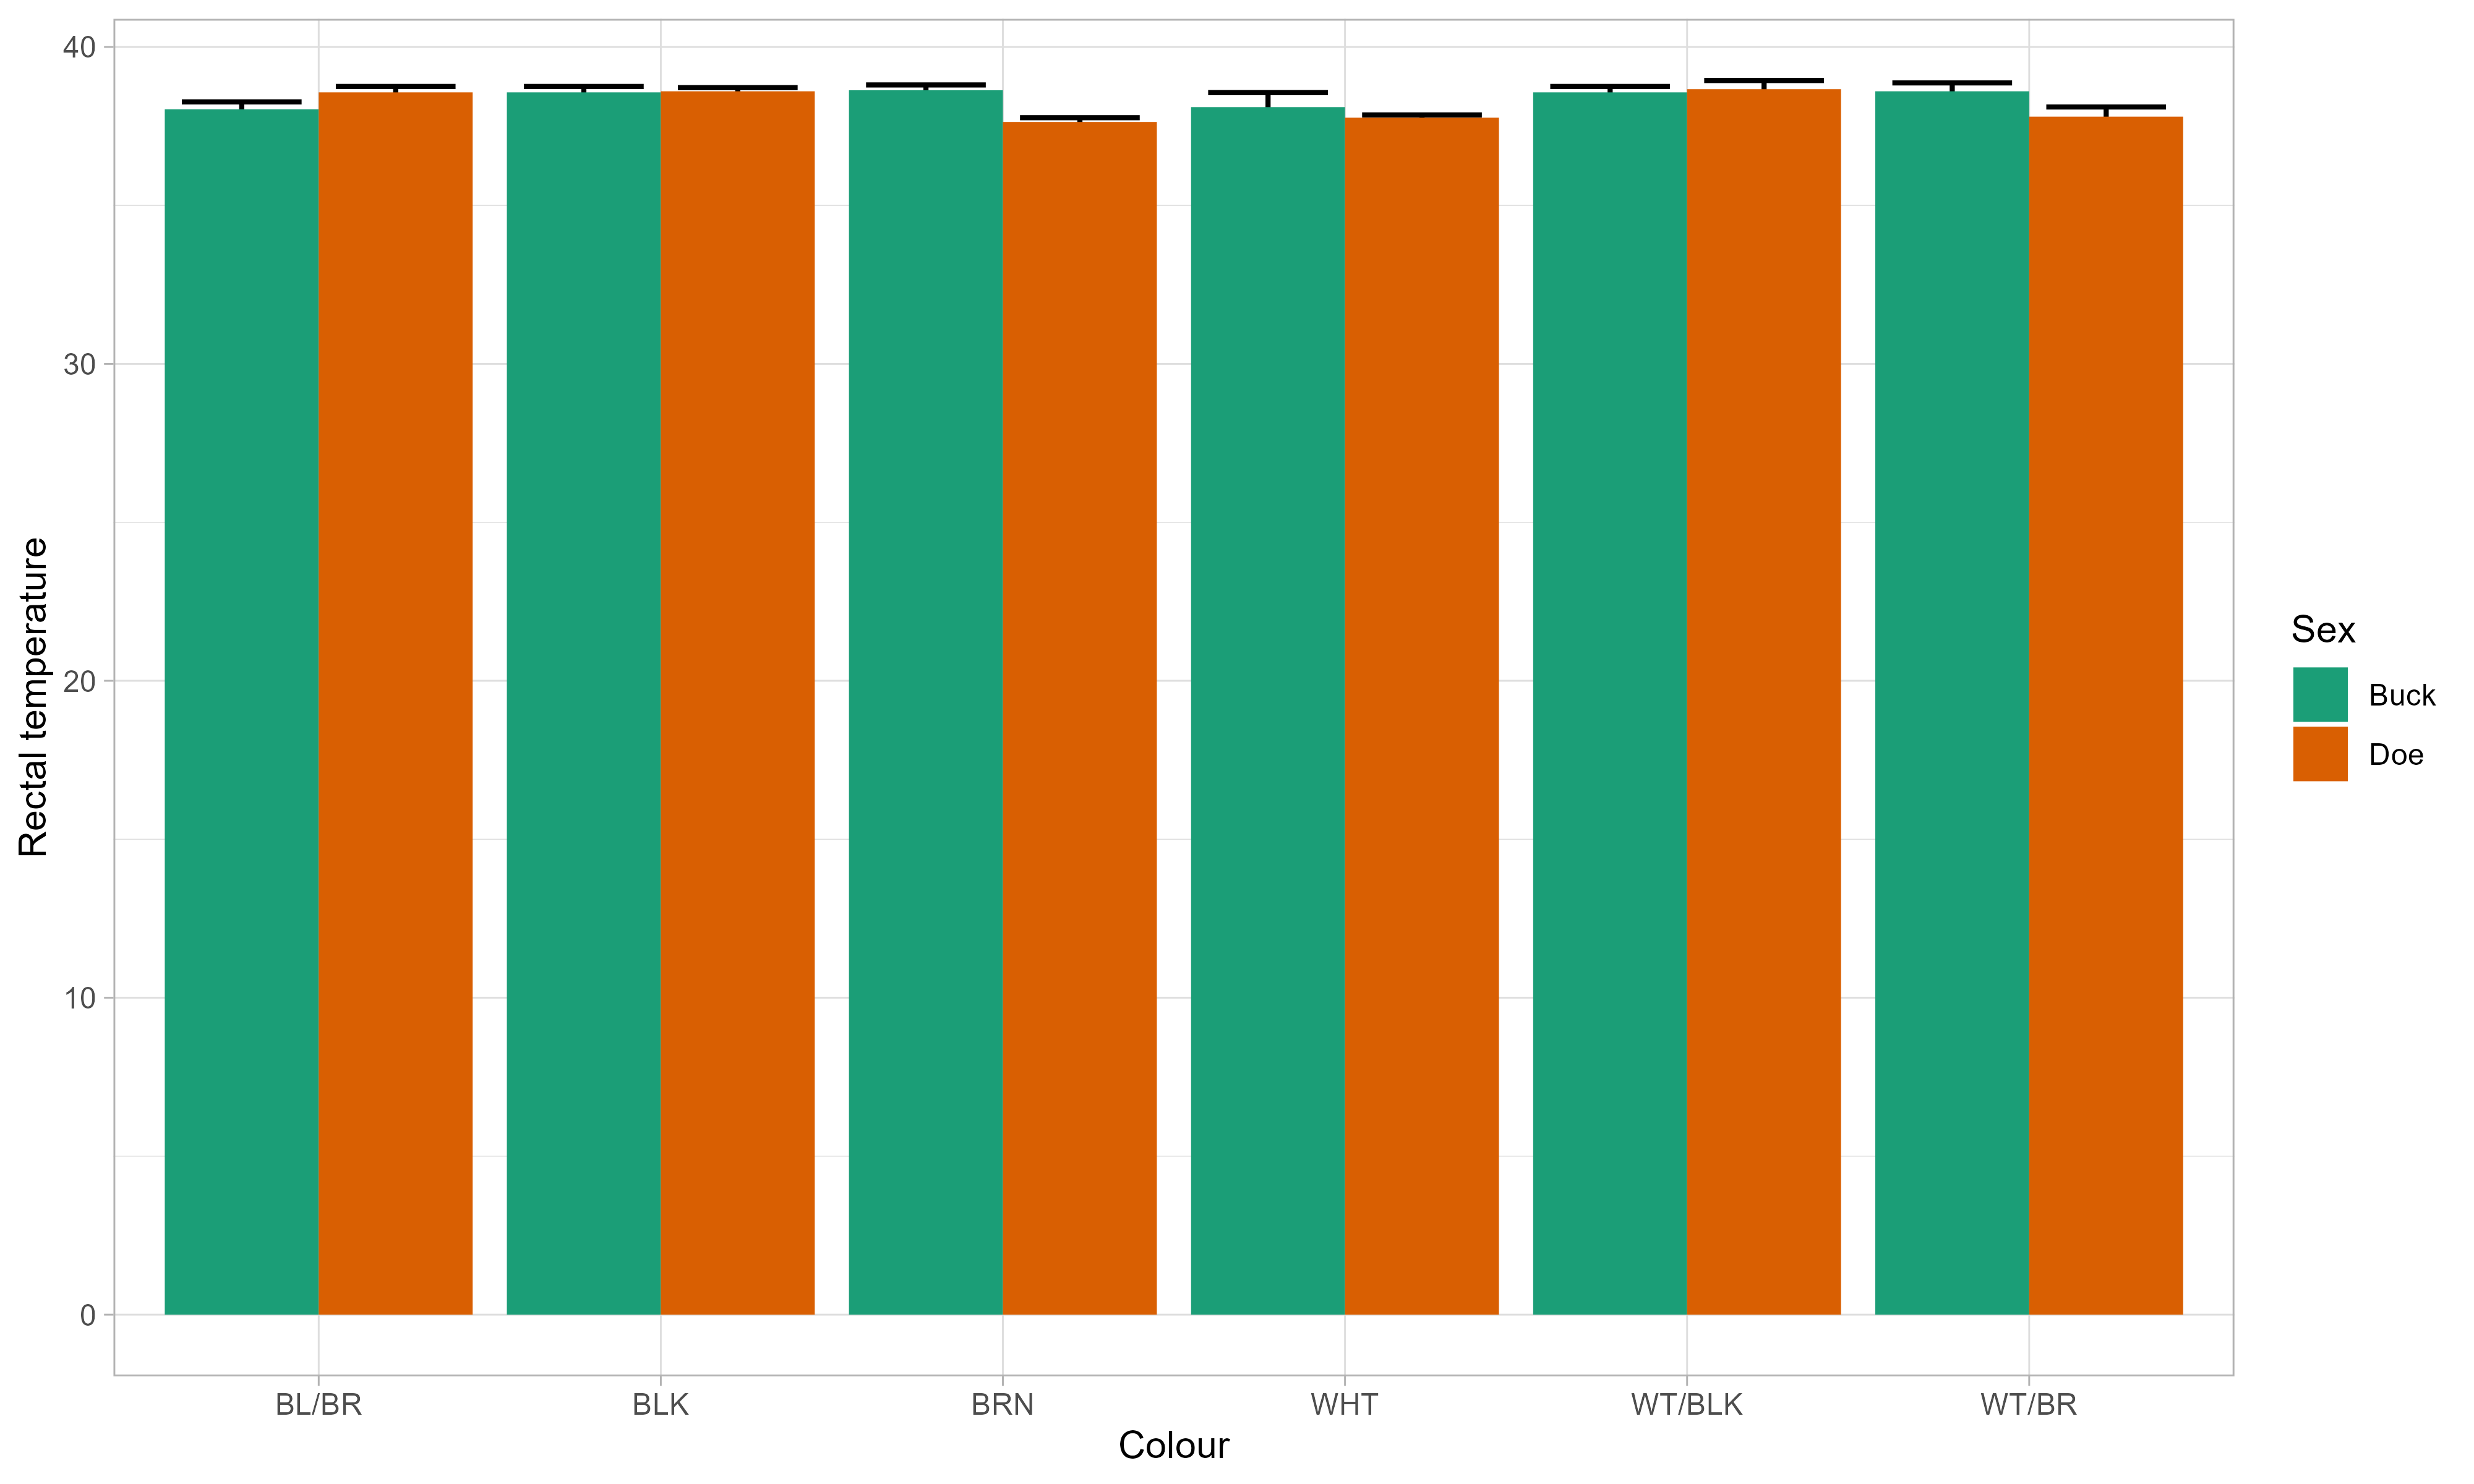 40
30
20
10
0
Rectal temperature
BL/BR
BLK
BRN
WHT
WT/BLK
WT/BR
Colour
Sex
Buck
Doe